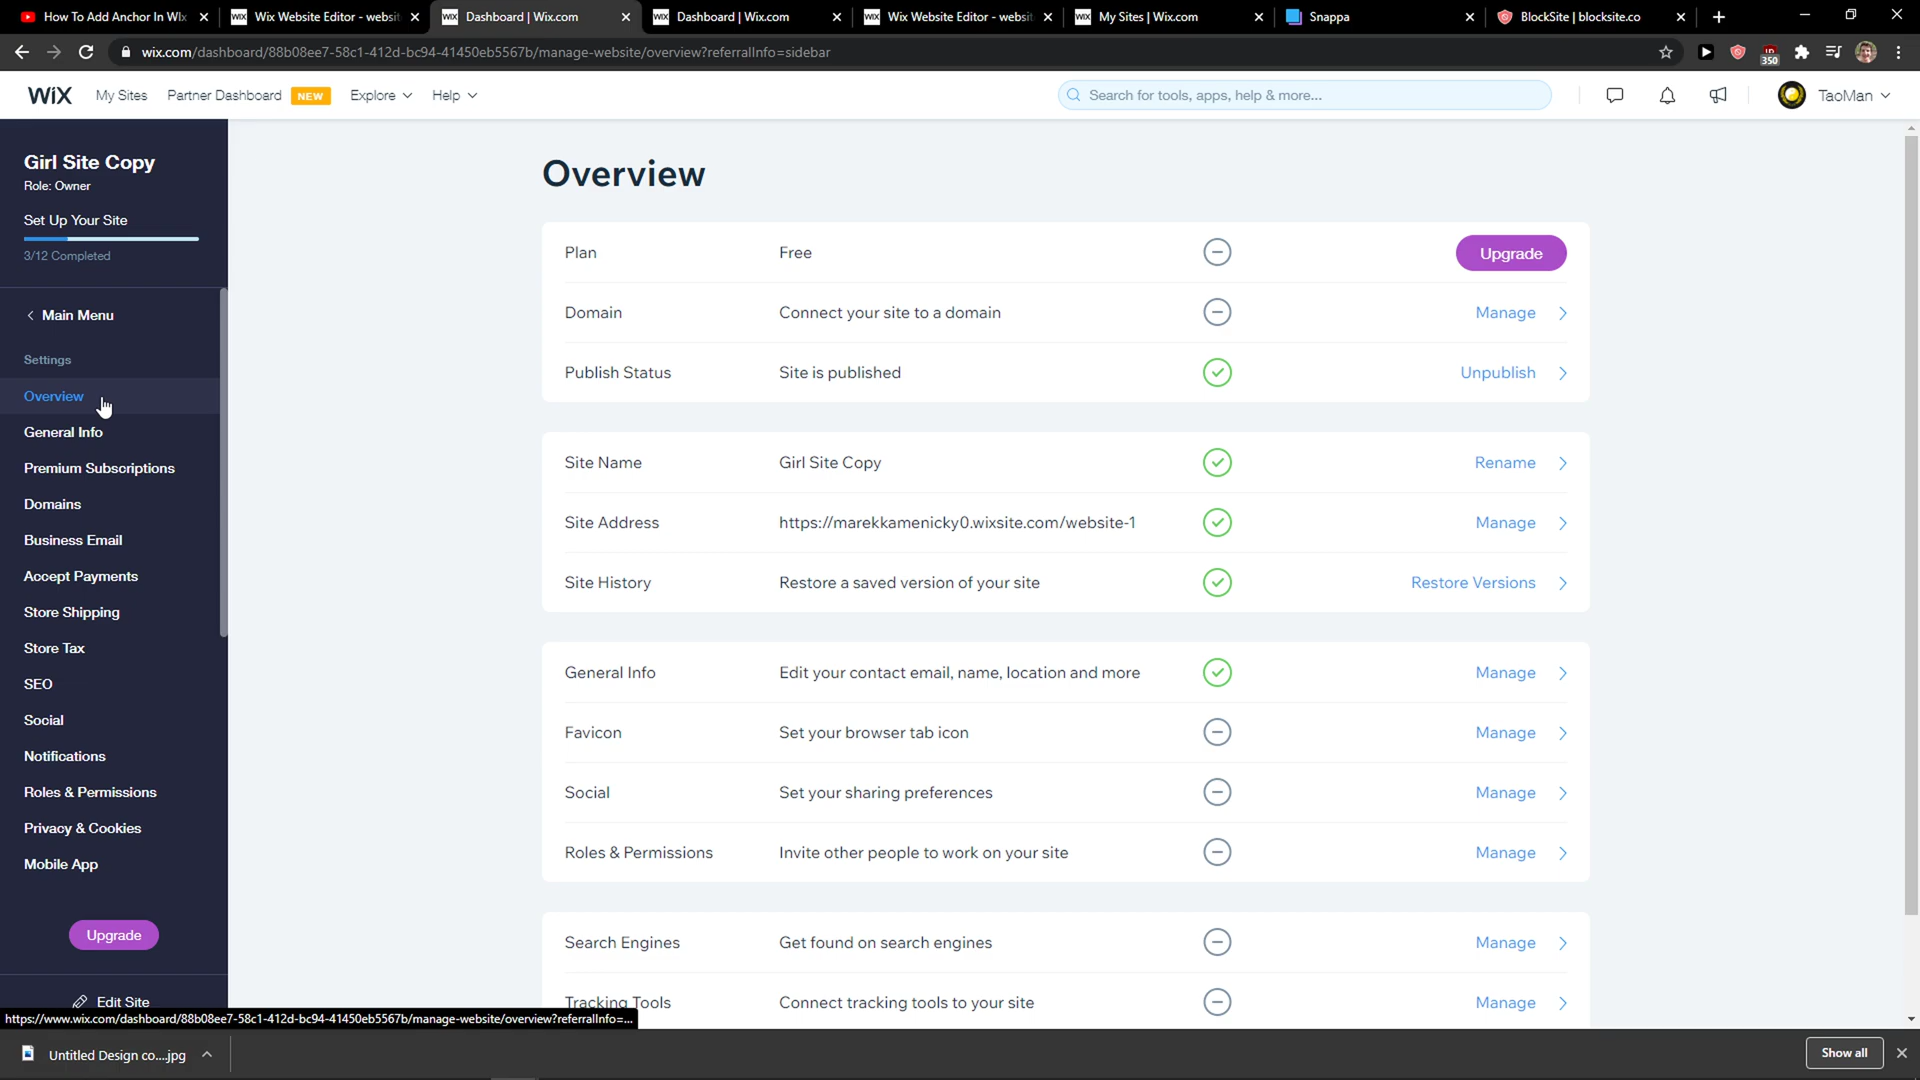 How To Add Anchor In WIx
Wix Website Editor - websit
Dashboard | Wix.com
Dashboard | Wix.com
Wix Website Editor - websit
My Sites | Wix.com
Snappa
BlockSite | blocksite.co
wix.com/dashboard/88b08ee7-58c1-412d-bc94-41450eb5567b/manage-website/overview?referralInfo=sidebar
350
WiX
My Sites
Partner Dashboard
NEW
Explore
Help
Search for tools, apps, help & more...
TaoMan
Girl Site Copy
Role: Owner
Set Up Your Site
3/12 Completed
Main Menu
Settings
Overview
General Info
Premium Subscriptions
Domains
Business Email
Accept Payments
Store Shipping
Store Tax
SEO
Social
Notifications
Roles & Permissions
Privacy & Cookies
Mobile App
Upgrade
Edit Site
Overview
Plan Free Upgrade
Domain Connect your site to a domain Manage
Publish Status Site is published Unpublish
Site Name Girl Site Copy Rename
Site Address https://marekkamenicky0.wixsite.com/website-1 Manage
Site History Restore a saved version of your site Restore Versions
General Info Edit your contact email, name, location and more Manage
Favicon Set your browser tab icon Manage
Social Set your sharing preferences Manage
Roles & Permissions Invite other people to work on your site Manage
Search Engines Get found on search engines Manage
Tracking Tools Connect tracking tools to your site Manage
https://www.wix.com/dashboard/88b08ee7-58c1-412d-bc94-41450eb5567b/manage-website/overview?referralInfo=...
Untitled Design co....jpg
Show all